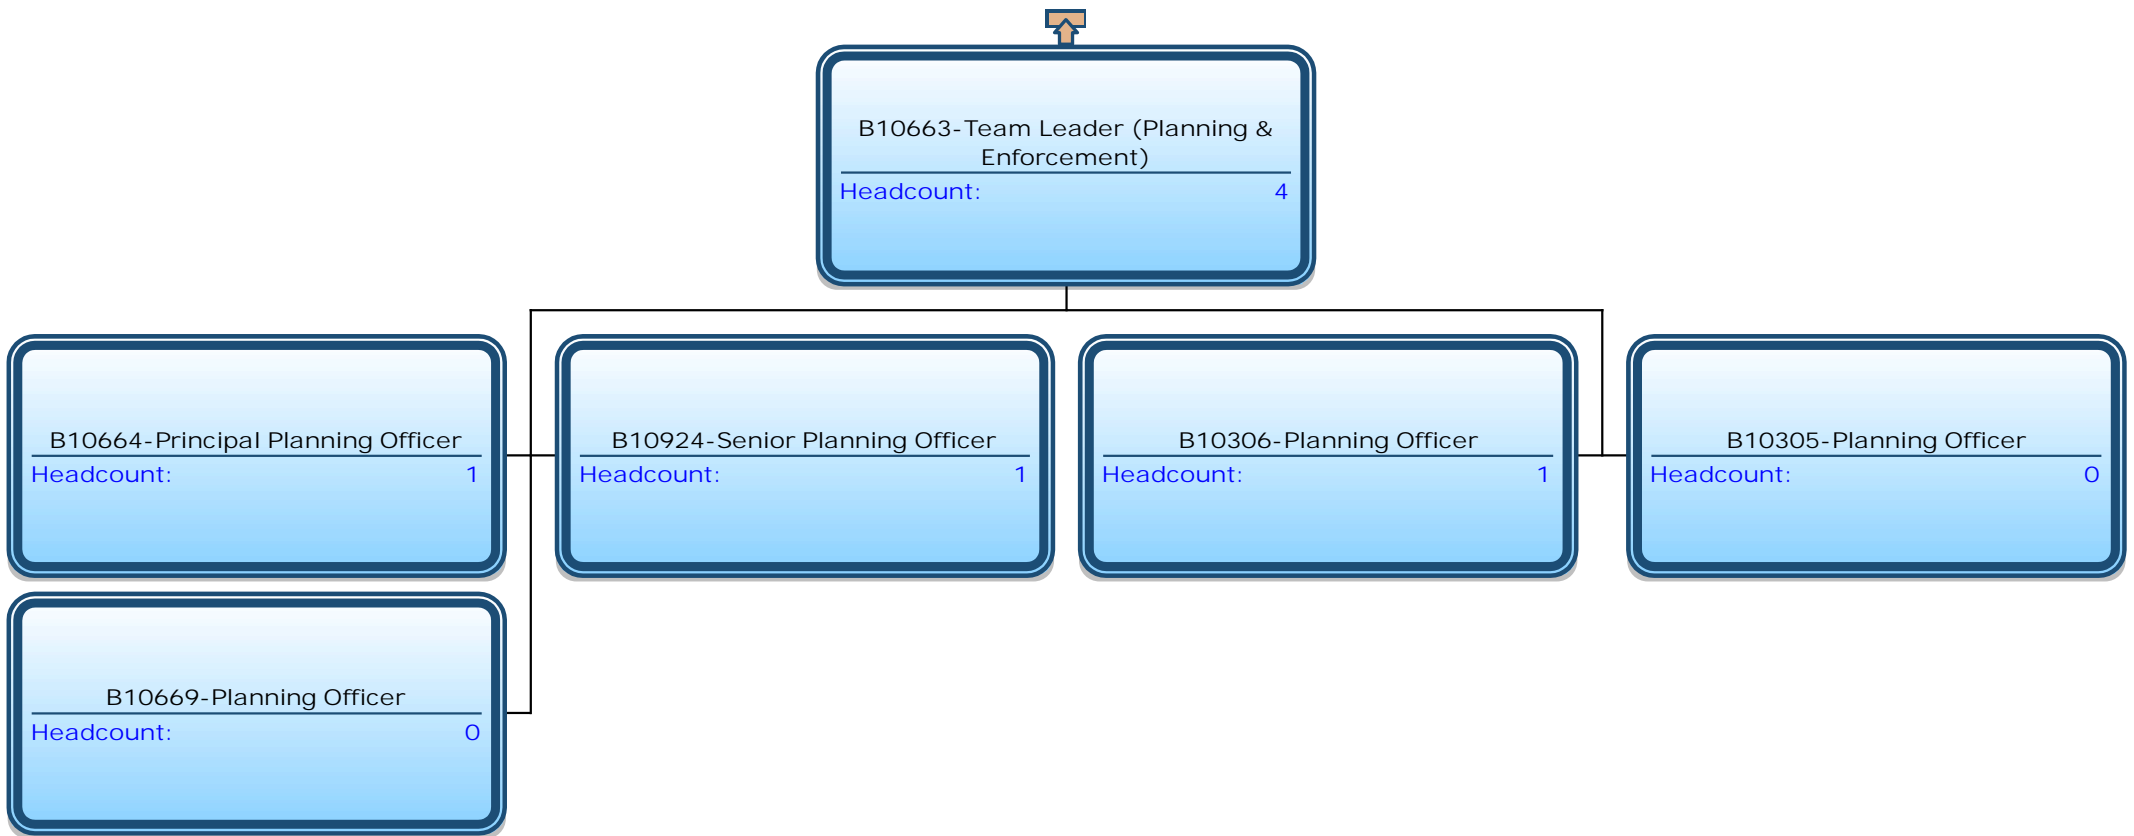 B10663-Team Leader (Planning &
Enforcement)
Headcount: 4
B10664-Principal Planning Officer
Headcount: 1
B10924-Senior Planning Officer
Headcount: 1
B10306-Planning Officer
Headcount: 1
B10305-Planning Officer
Headcount: 0
B10669-Planning Officer
Headcount: 0